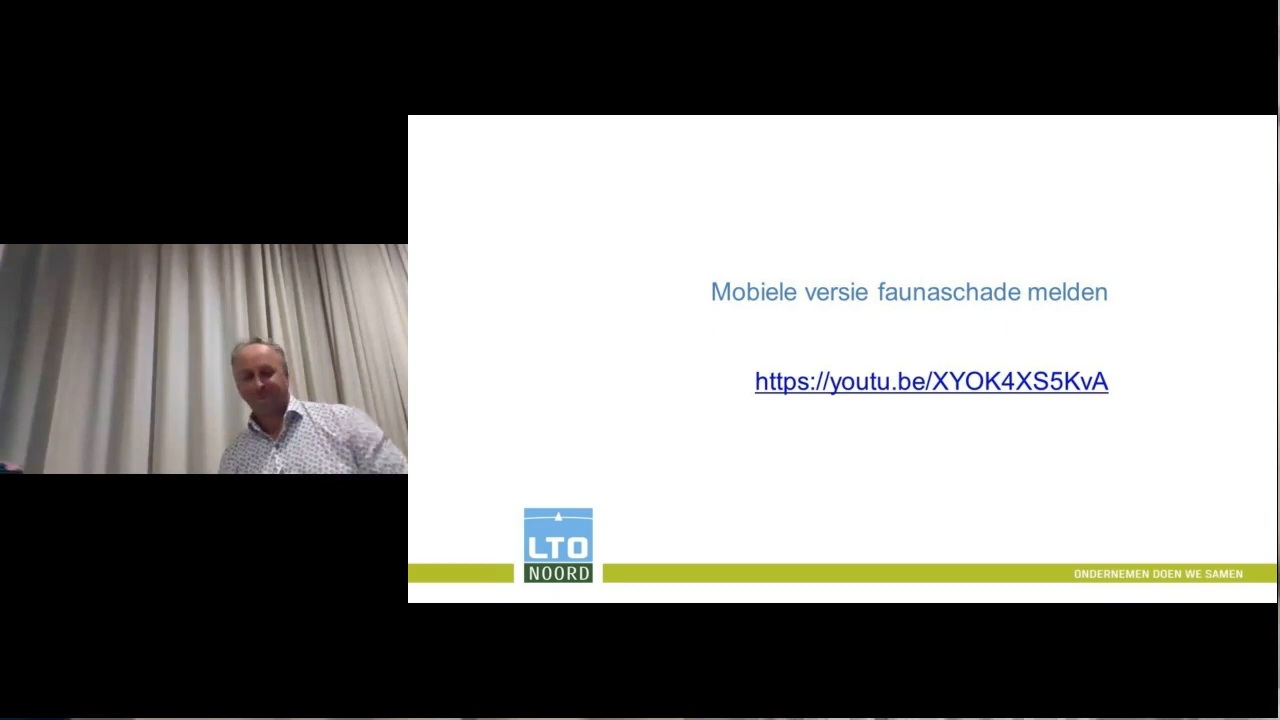 Mobiele versie faunaschade melden
https://youtu.be/XYOK4XS5KvA
LTO
NOORD
ONDERNEMEN DOEN WE SAMEN